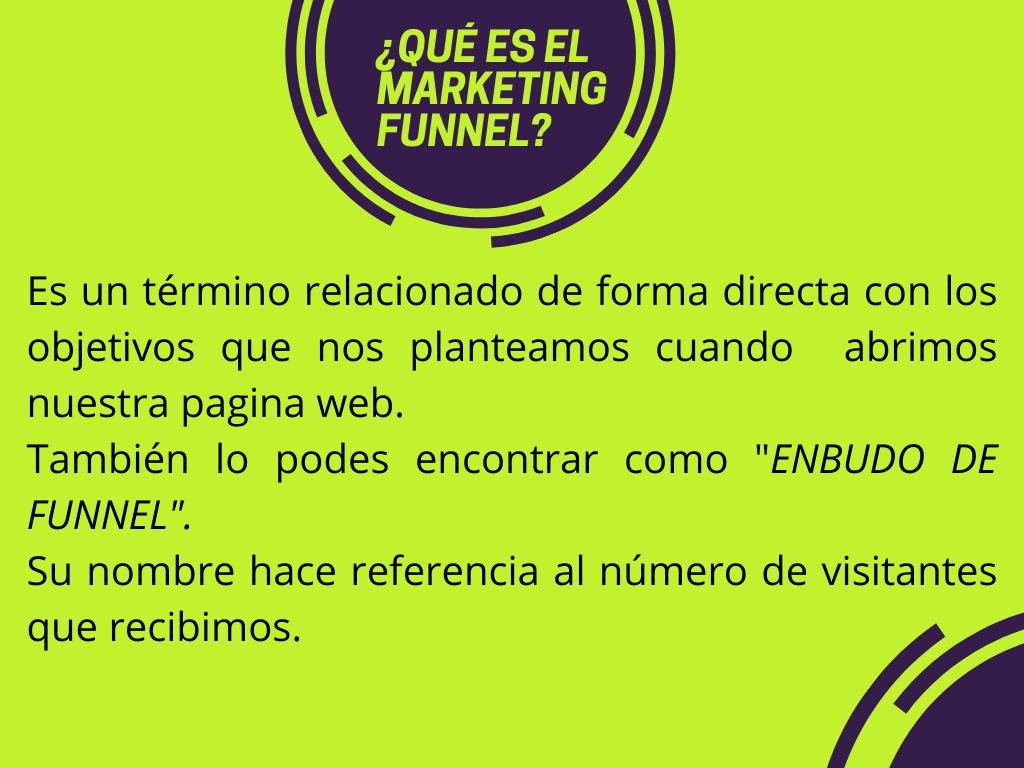 ¿QUÉ ES EL
MARKETING
FUNNEL?
Es un término relacionado de forma directa con los
objetivos que nos planteamos cuando abrimos
nuestra pagina web.
También lo podes encontrar como "ENBUDO DE
FUNNEL".
Su nombre hace referencia al número de visitantes
que recibimos.